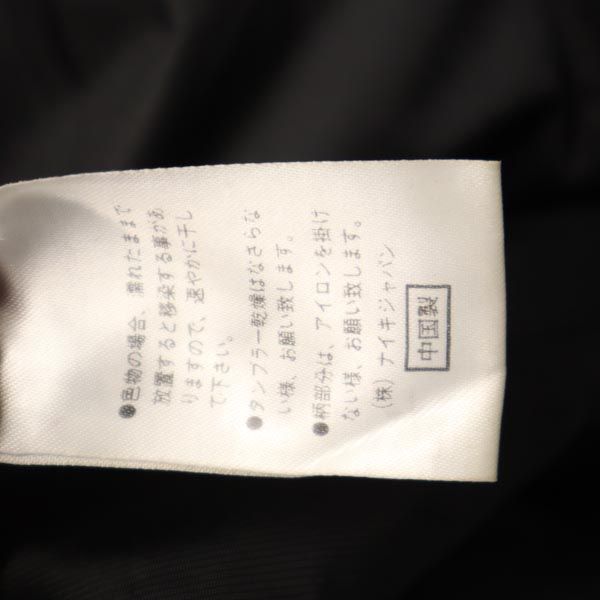 ●色物の場合、濡れたままで
放置すると移染する事があ
りますので、速やかに干し
て下さい。
●タンブラー乾燥はなさらな
い様、お願い致します。
●柄部分は、アイロンを掛け
ない様、お願い致します。
(株) ナイキジャパン
中国製